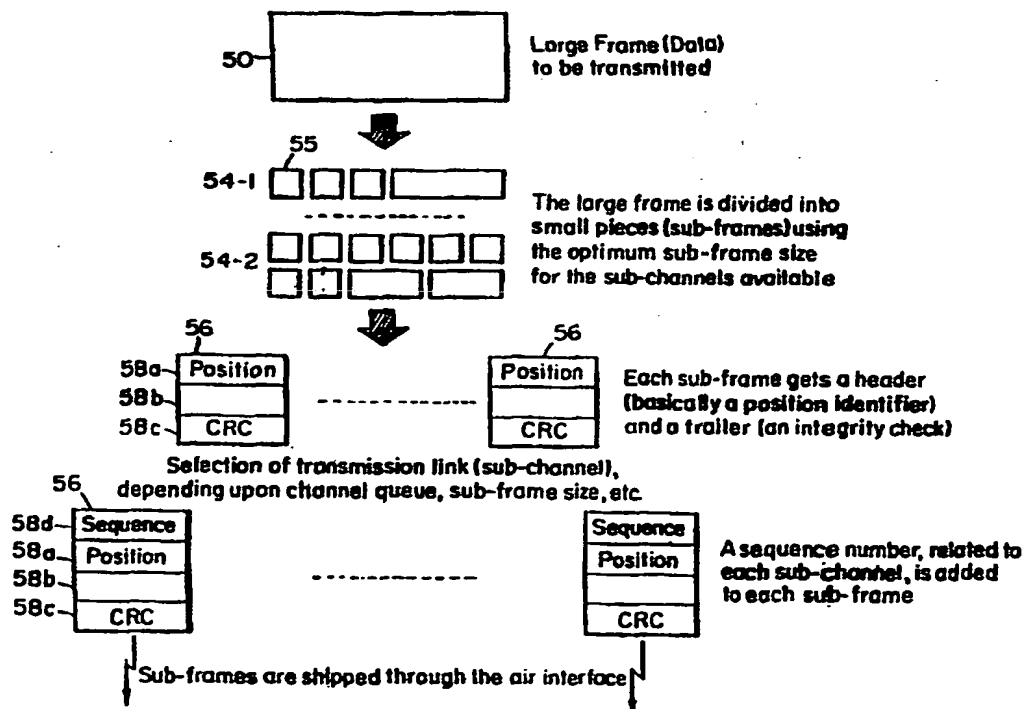 50
Large Frame (Data)
to be transmitted
55
54-1
54-2
The large frame is divided into
small pieces (sub-frames) using
the optimum sub-frame size
for the sub-channels available
56
58a
Position
58b
58c
CRC
56
Position
CRC
Each sub-frame gets a header
(basically a position identifier)
and a trailer (an integrity check)
Selection of transmission link (sub-channel),
depending upon channel queue, sub-frame size, etc.
56
58d
Sequence
58a
Position
58b
58c
CRC
Sequence
Position
CRC
A sequence number, related to
each sub-channel, is added
to each sub-frame
Sub-frames are shipped through the air interface